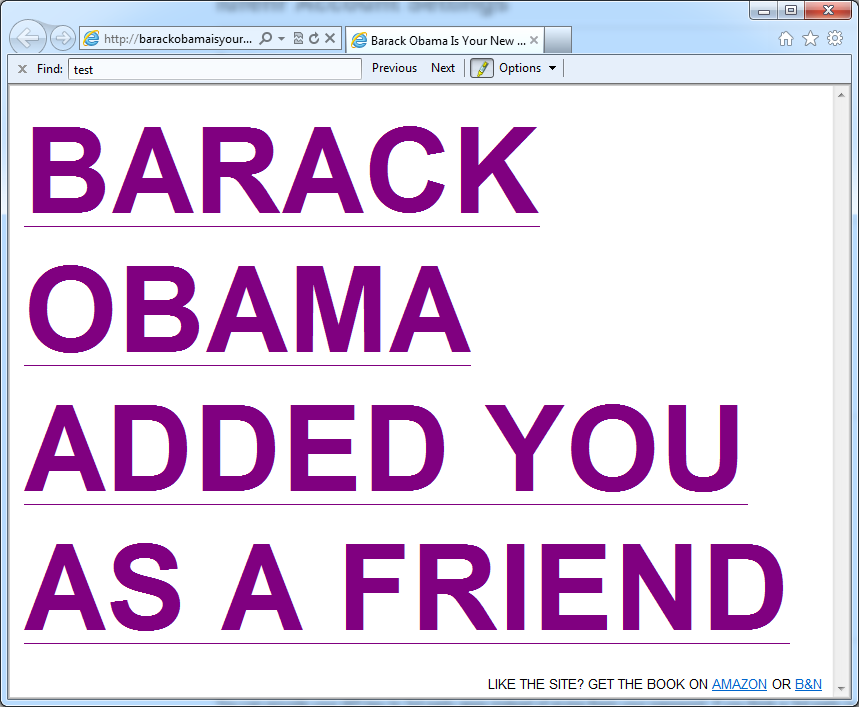 http://barackobamaisyour...
Barack Obama Is Your New ...
Find: test Previous Next Options
BARACK
OBAMA
ADDED YOU
AS A FRIEND
LIKE THE SITE? GET THE BOOK ON AMAZON OR B&N